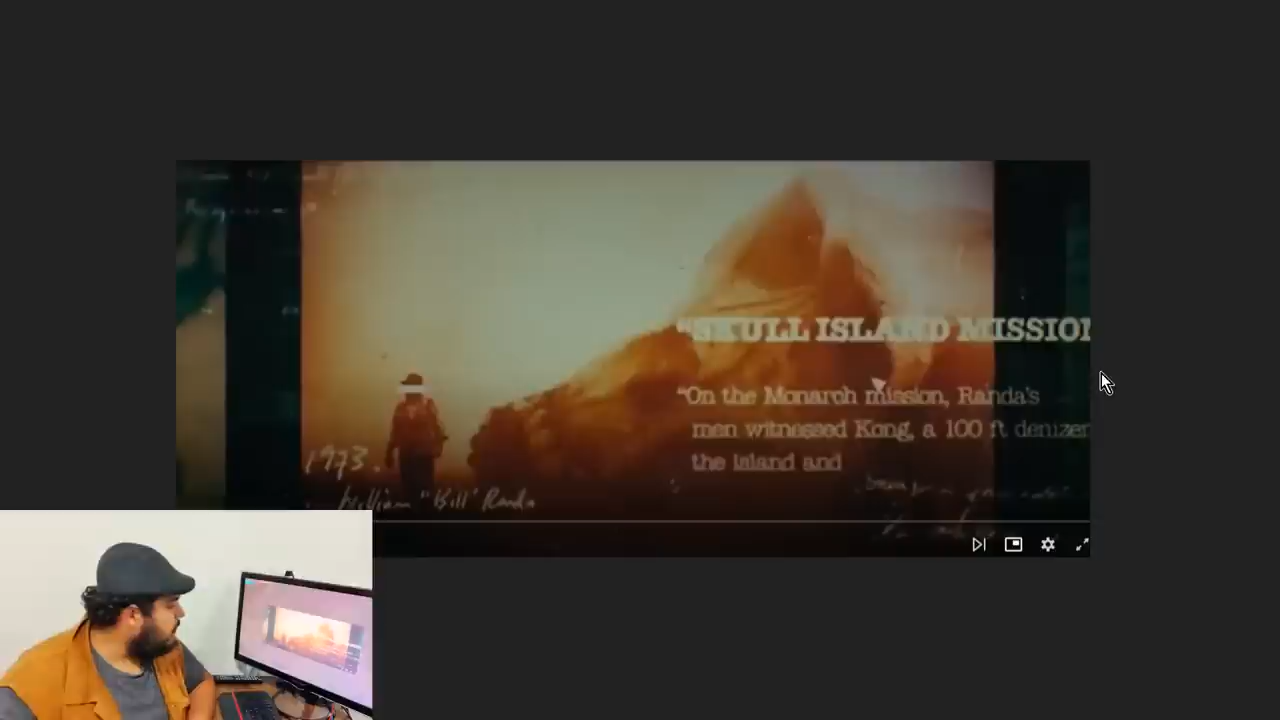 "SKULL ISLAND MISSION
"On the Monarch mission, Randa's
men witnessed Kong, a 100 ft denizen
the island and
1973.
William "Bill" Randa